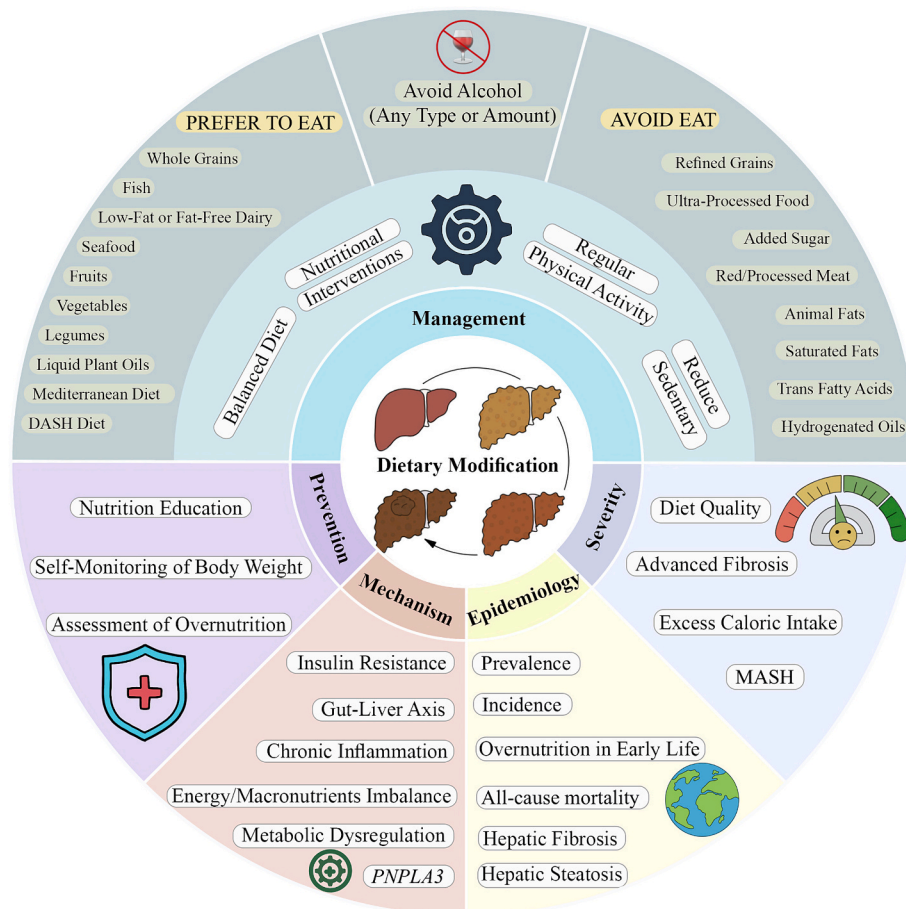 Avoid Alcohol
(Any Type or Amount)
PREFER TO EAT
Whole Grains
Fish
Low-Fat or Fat-Free Dairy
Seafood
Fruits
Vegetables
Legumes
Liquid Plant Oils
Mediterranean Diet
DASH Diet
AVOID EAT
Refined Grains
Ultra-Processed Food
Added Sugar
Red/Processed Meat
Animal Fats
Saturated Fats
Trans Fatty Acids
Hydrogenated Oils
Balanced Diet
Nutritional
Interventions
Regular
Physical Activity
Reduce
Sedentary
Management
Dietary Modification
Prevention
Mechanism
Epidemiology
Severity
Nutrition Education
Self-Monitoring of Body Weight
Assessment of Overnutrition
Insulin Resistance
Gut-Liver Axis
Chronic Inflammation
Energy/Macronutrients Imbalance
Metabolic Dysregulation
PNPLA3
Prevalence
Incidence
Overnutrition in Early Life
All-cause mortality
Hepatic Fibrosis
Hepatic Steatosis
Diet Quality
Advanced Fibrosis
Excess Caloric Intake
MASH